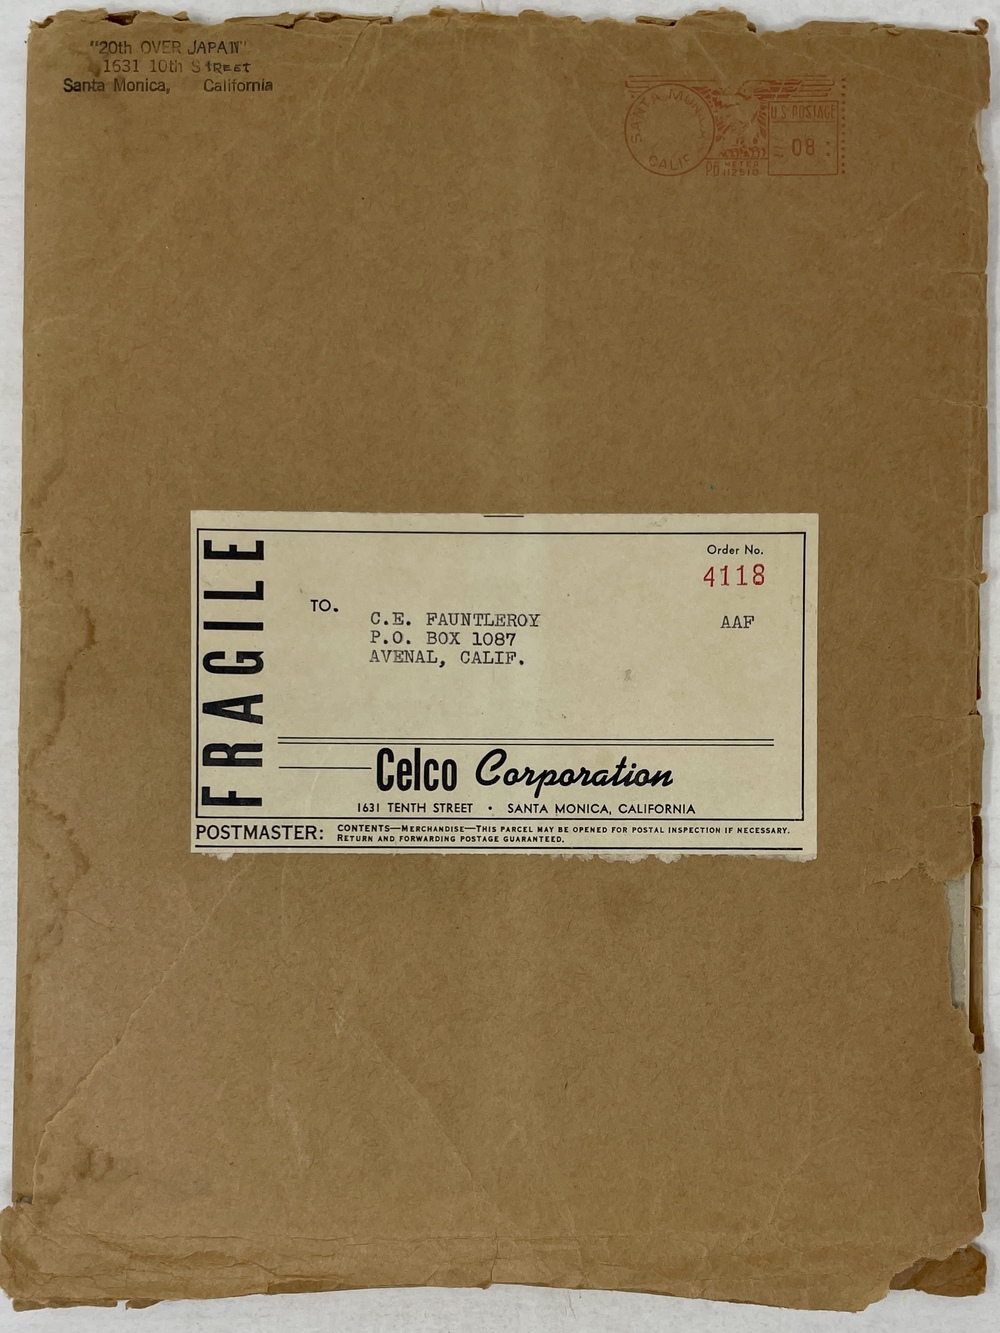 "20th OVER JAPAN"
1631 10th STREET
Santa Monica, California
SANTA MONICA
CALIF
U.S. POSTAGE
08
P.B. METER
112510
FRAGILE
Order No.
4118
TO.
C.E. FAUNTLEROY
AAF
P.O. BOX 1087
AVENAL, CALIF.
Celco Corporation
1631 TENTH STREET • SANTA MONICA, CALIFORNIA
POSTMASTER: CONTENTS—MERCHANDISE—THIS PARCEL MAY BE OPENED FOR POSTAL INSPECTION IF NECESSARY.
RETURN AND FORWARDING POSTAGE GUARANTEED.